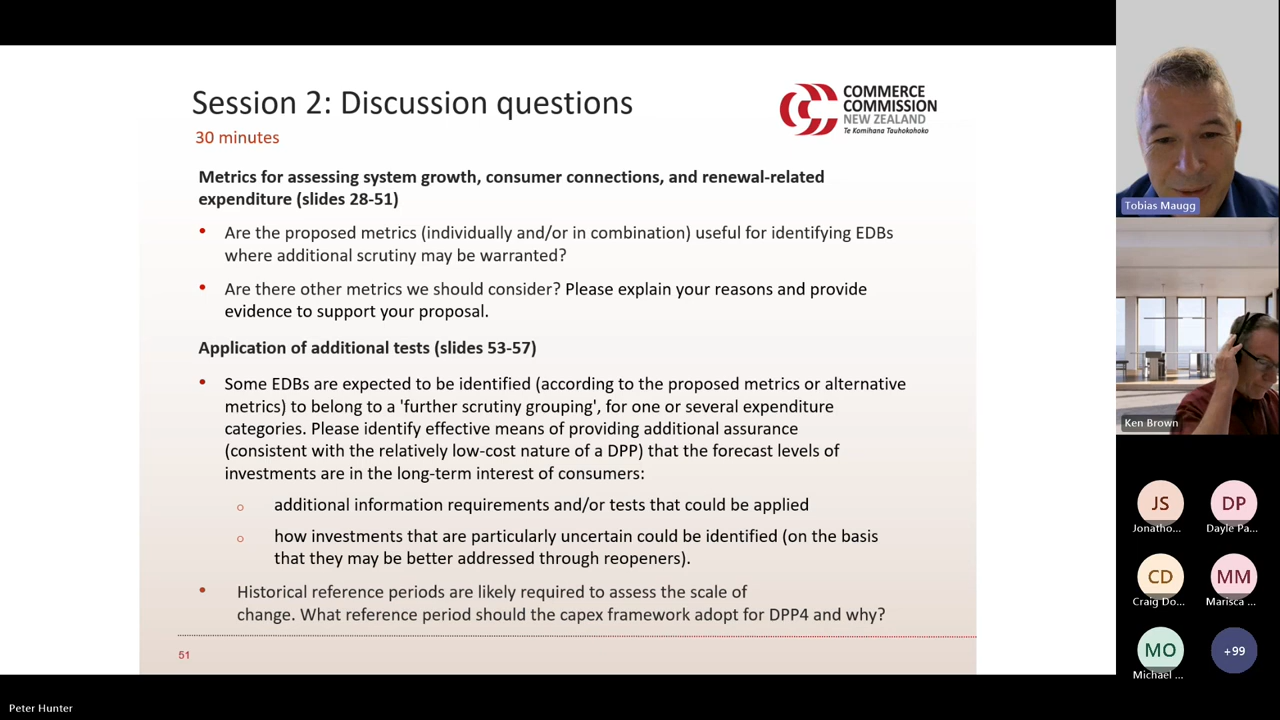 Session 2: Discussion questions
30 minutes
COMMERCE
COMMISSION
NEW ZEALAND
Te Komihana Tauhokohoko
Metrics for assessing system growth, consumer connections, and renewal-related
expenditure (slides 28-51)
• Are the proposed metrics (individually and/or in combination) useful for identifying EDBs
where additional scrutiny may be warranted?
• Are there other metrics we should consider? Please explain your reasons and provide
evidence to support your proposal.
Application of additional tests (slides 53-57)
• Some EDBs are expected to be identified (according to the proposed metrics or alternative
metrics) to belong to a 'further scrutiny grouping', for one or several expenditure
categories. Please identify effective means of providing additional assurance
(consistent with the relatively low-cost nature of a DPP) that the forecast levels of
investments are in the long-term interest of consumers:
o additional information requirements and/or tests that could be applied
o how investments that are particularly uncertain could be identified (on the basis
that they may be better addressed through reopeners).
• Historical reference periods are likely required to assess the scale of
change. What reference period should the capex framework adopt for DPP4 and why?
51
Peter Hunter
Tobias Maugg
Ken Brown
JS
Jonatho...
DP
Dayle Pa...
CD
Craig Do...
MM
Marisca ...
MO
Michael ...
+99